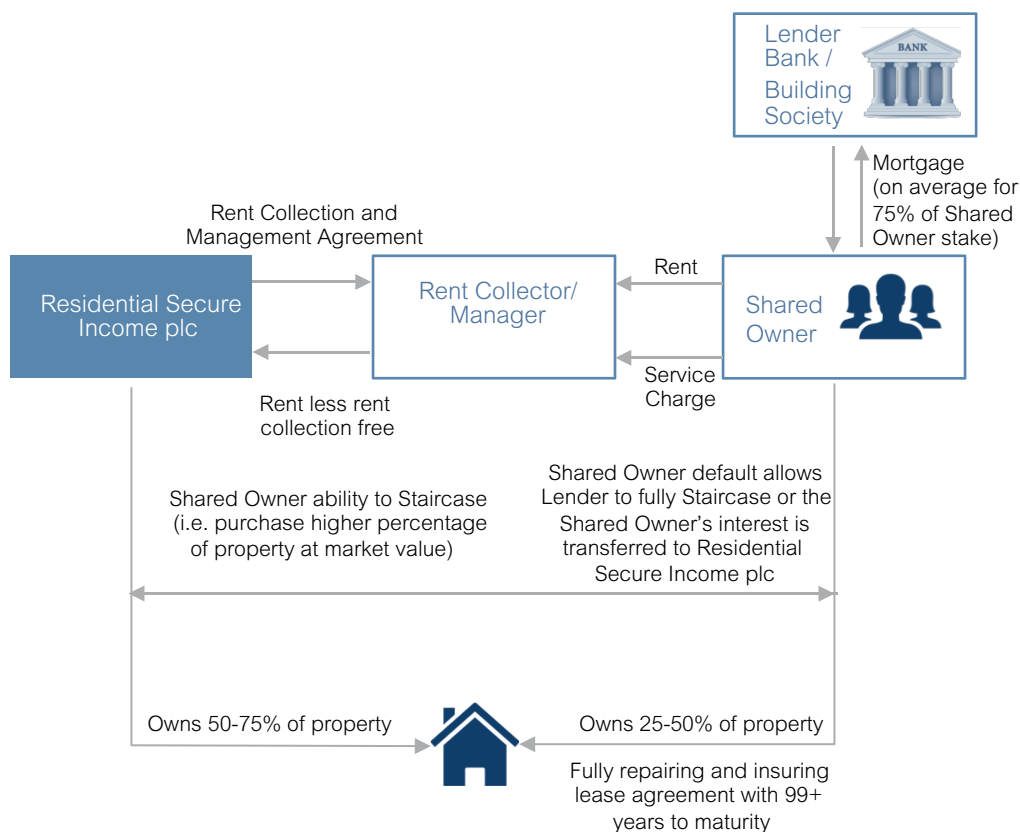 Lender
Bank /
Building
Society
BANK
Mortgage
(on average for
75% of Shared
Owner stake)
Rent Collection and
Management Agreement
Residential Secure
Income plc
Rent Collector/
Manager
Rent
Shared
Owner
Service
Charge
Rent less rent
collection free
Shared Owner ability to Staircase
(i.e. purchase higher percentage
of property at market value)
Shared Owner default allows
Lender to fully Staircase or the
Shared Owner’s interest is
transferred to Residential
Secure Income plc
Owns 50-75% of property
Owns 25-50% of property
Fully repairing and insuring
lease agreement with 99+
years to maturity